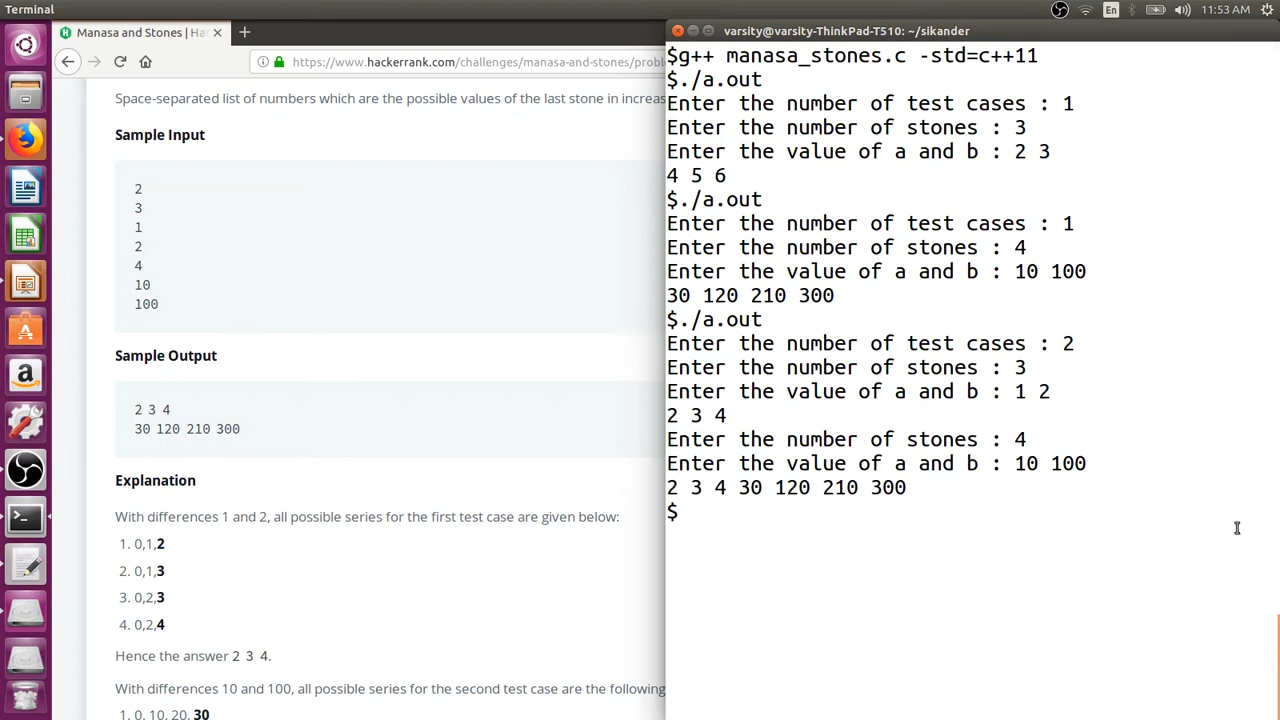 Terminal
En
11:53 AM
Manasa and Stones | Ha
varsity@varsity-ThinkPad-T510: ~/sikander
https://www.hackerrank.com/challenges/manasa-and-stones/probl
Space-separated list of numbers which are the possible values of the last stone in increa
Sample Input
2
3
1
2
4
10
100
Sample Output
2 3 4
30 120 210 300
Explanation
With differences 1 and 2, all possible series for the first test case are given below:
1. 0,1,2
2. 0,1,3
3. 0,2,3
4. 0,2,4
Hence the answer 2 3 4.
With differences 10 and 100, all possible series for the second test case are the following
1. 0, 10, 20, 30
$g++ manasa_stones.c -std=c++11
$./a.out
Enter the number of test cases : 1
Enter the number of stones : 3
Enter the value of a and b : 2 3
4 5 6
$./a.out
Enter the number of test cases : 1
Enter the number of stones : 4
Enter the value of a and b : 10 100
30 120 210 300
$./a.out
Enter the number of test cases : 2
Enter the number of stones : 3
Enter the value of a and b : 1 2
2 3 4
Enter the number of stones : 4
Enter the value of a and b : 10 100
2 3 4 30 120 210 300
$